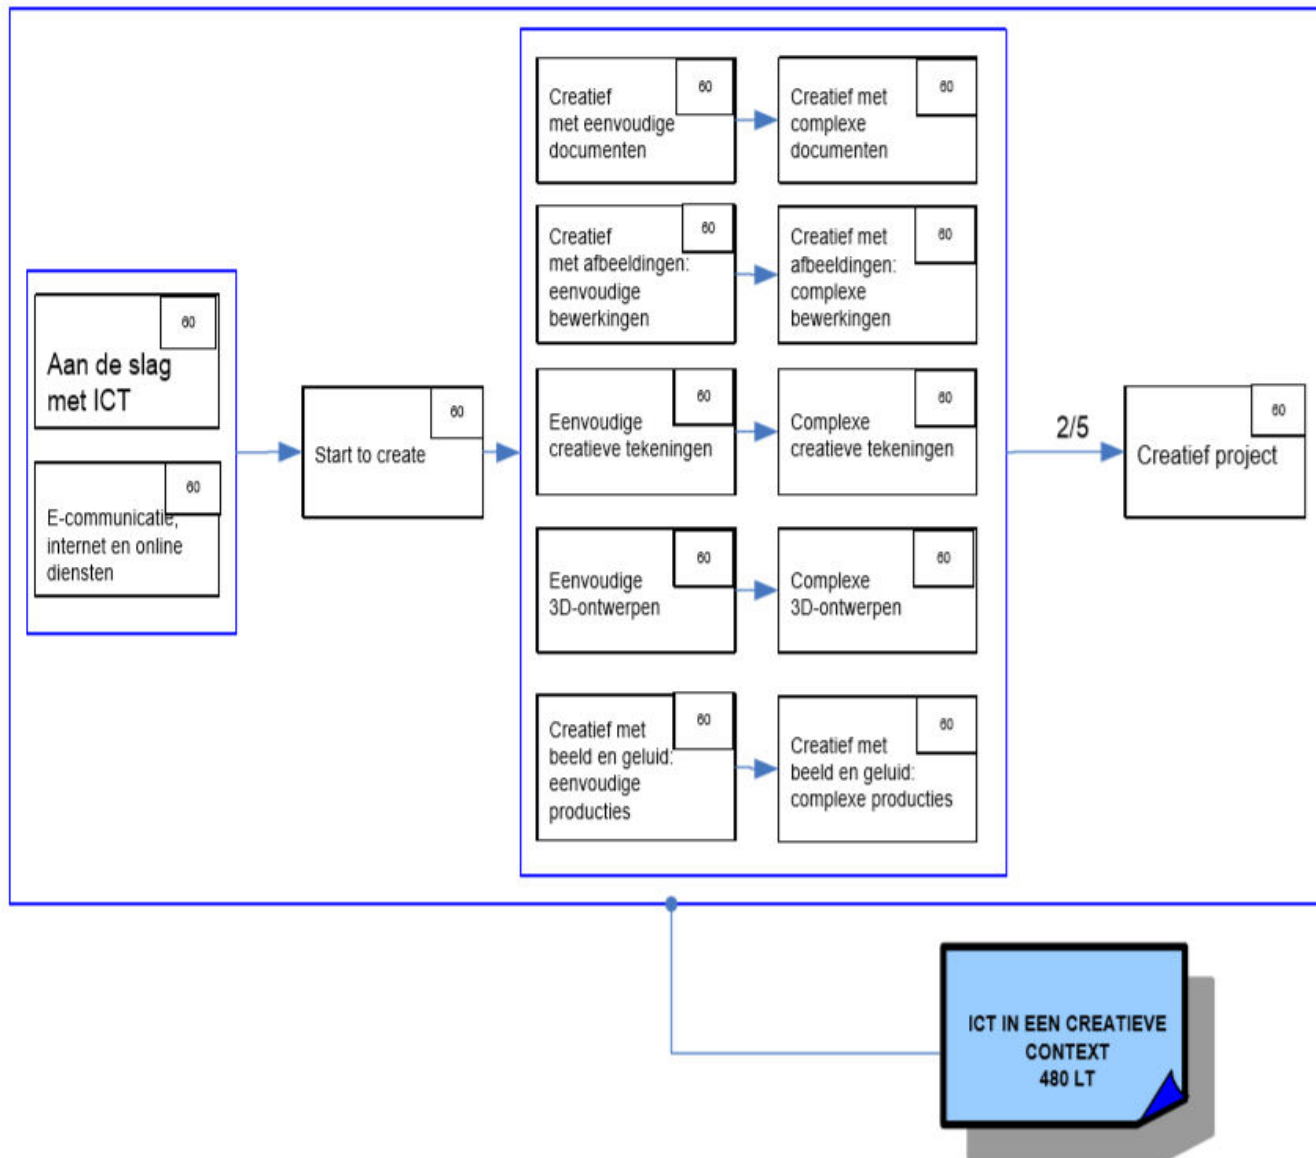 60
Aan de slag
met ICT
60
E-communicatie,
internet en online
diensten
60
Start to create
60
Creatief
met eenvoudige
documenten
60
Creatief met
complexe
documenten
60
Creatief
met afbeeldingen:
eenvoudige
bewerkingen
60
Creatief met
afbeeldingen:
complexe
bewerkingen
60
Eenvoudige
creatieve tekeningen
60
Complexe
creatieve tekeningen
60
Eenvoudige
3D-ontwerpen
60
Complexe
3D-ontwerpen
60
Creatief met
beeld en geluid:
eenvoudige
producties
60
Creatief met
beeld en geluid:
complexe producties
2/5
60
Creatief project
ICT IN EEN CREATIEVE
CONTEXT
480 LT